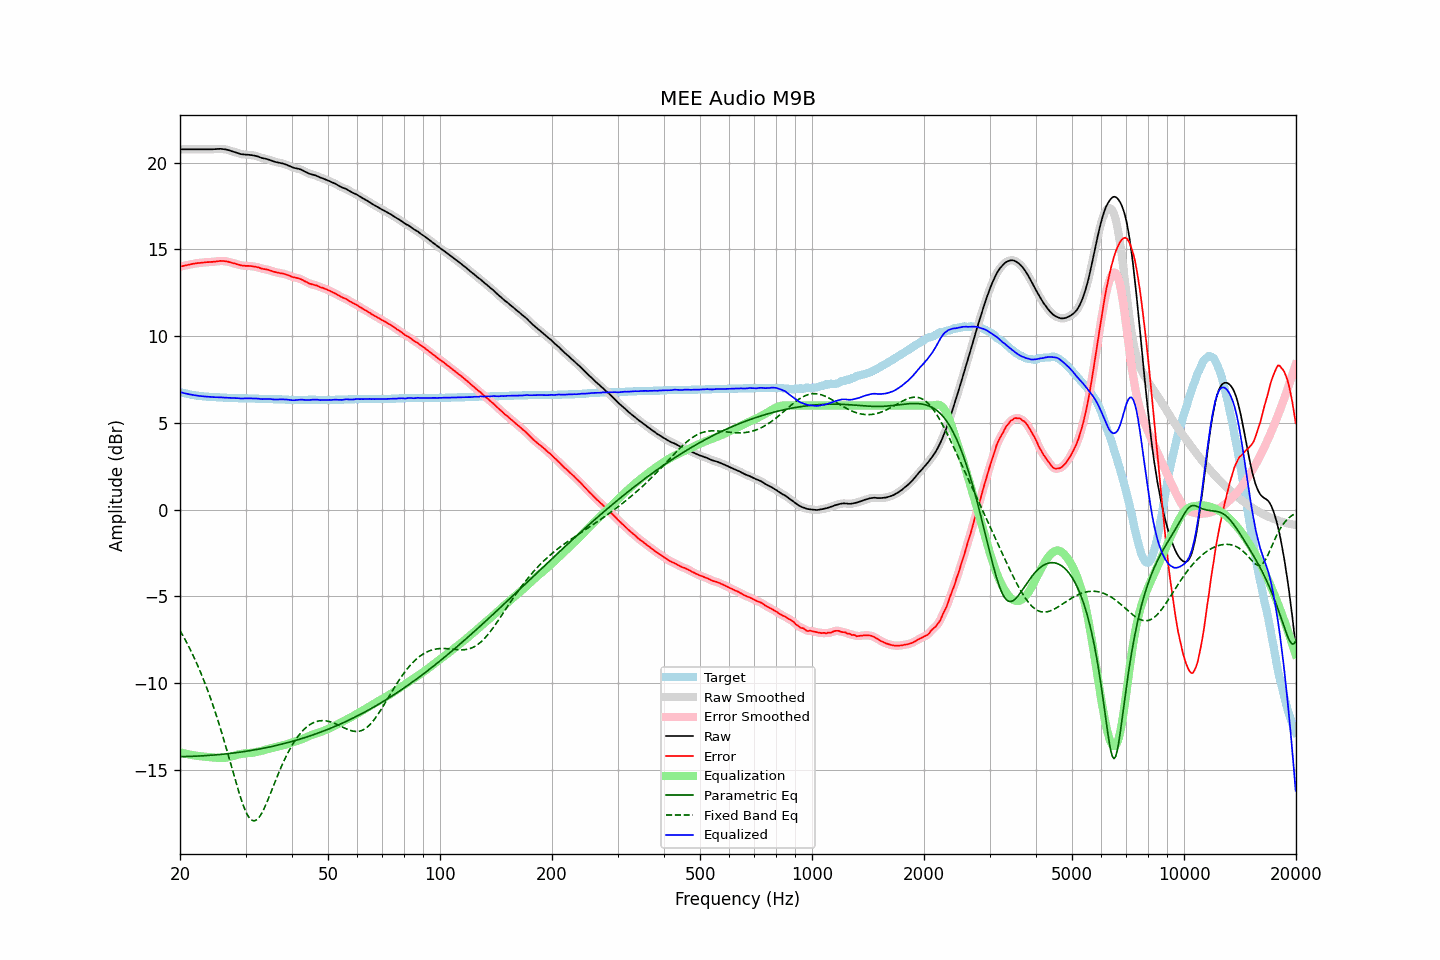 MEE Audio M9B
Amplitude (dBr)
20
15
10
5
0
−5
−10
−15
Target
Raw Smoothed
Error Smoothed
Raw
Error
Equalization
Parametric Eq
Fixed Band Eq
Equalized
20 50 100 200 500 1000 2000 5000 10000 20000
Frequency (Hz)